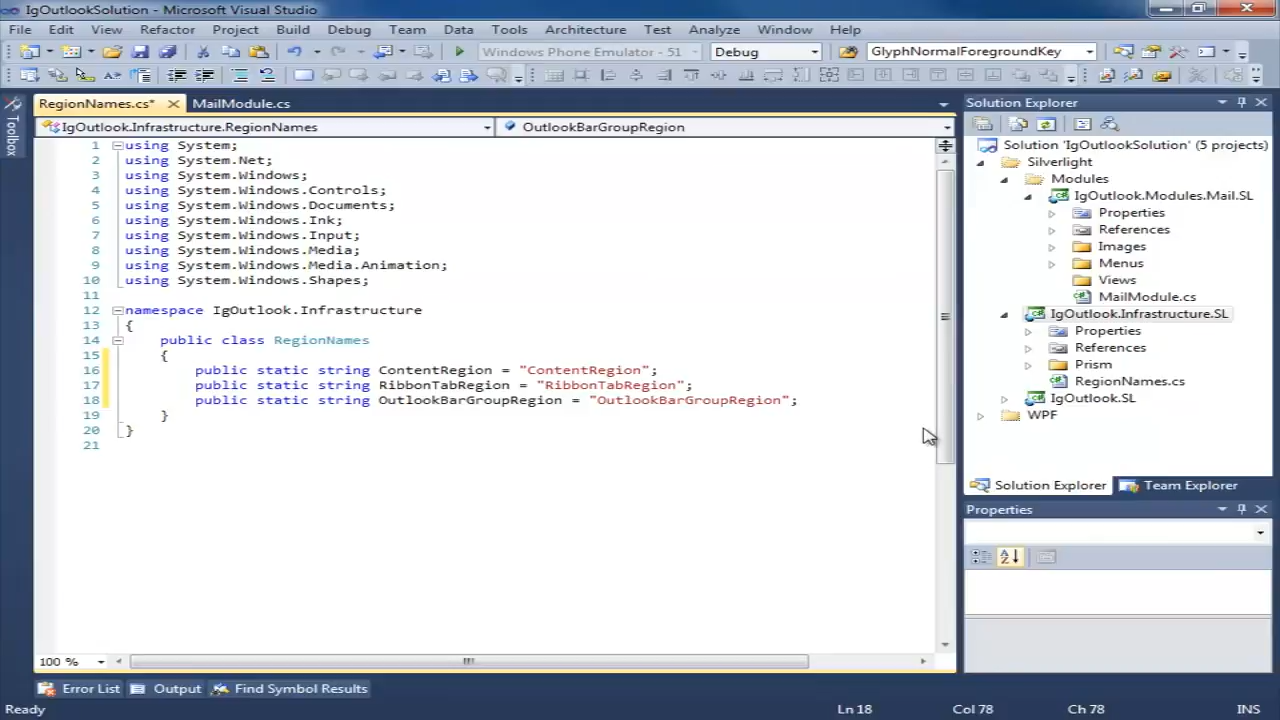 IgOutlookSolution - Microsoft Visual Studio
File Edit View Refactor Project Build Debug Team Data Tools Architecture Test Analyze Window Help
Windows Phone Emulator - 51 Debug GlyphNormalForegroundKey
RegionNames.cs* MailModule.cs
IgOutlook.Infrastructure.RegionNames OutlookBarGroupRegion
Toolbox
1 using System;
2 using System.Net;
3 using System.Windows;
4 using System.Windows.Controls;
5 using System.Windows.Documents;
6 using System.Windows.Ink;
7 using System.Windows.Input;
8 using System.Windows.Media;
9 using System.Windows.Media.Animation;
10 using System.Windows.Shapes;
11
12 namespace IgOutlook.Infrastructure
13 {
14 public class RegionNames
15 {
16 public static string ContentRegion = "ContentRegion";
17 public static string RibbonTabRegion = "RibbonTabRegion";
18 public static string OutlookBarGroupRegion = "OutlookBarGroupRegion";
19 }
20 }
21
100 %
Solution Explorer
Solution 'IgOutlookSolution' (5 projects)
Silverlight
Modules
IgOutlook.Modules.Mail.SL
Properties
References
Images
Menus
Views
MailModule.cs
IgOutlook.Infrastructure.SL
Properties
References
Prism
RegionNames.cs
IgOutlook.SL
WPF
Solution Explorer Team Explorer
Properties
Error List Output Find Symbol Results
Ready Ln 18 Col 78 Ch 78 INS